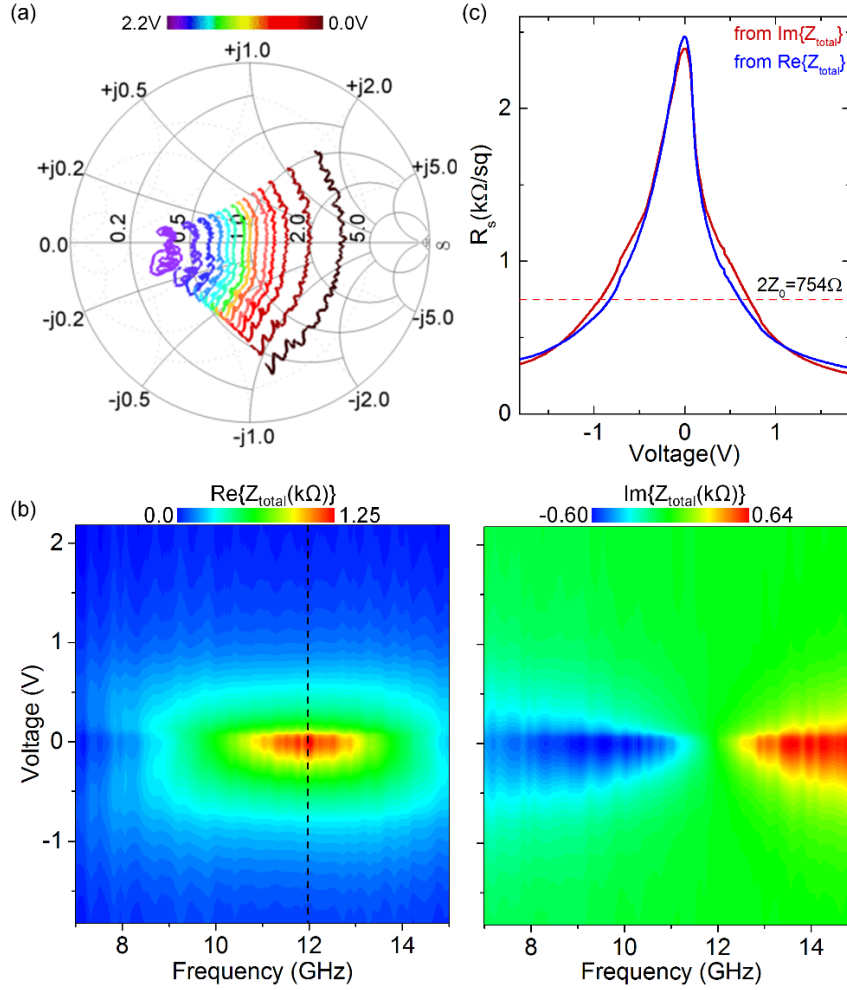 (a)
2.2V 0.0V
+j1.0
+j0.5 +j2.0
+j0.2 +j5.0
0.0 0.2 0.5 1.0 2.0 5.0 ∞
-j0.2 -j5.0
-j0.5 -j2.0
-j1.0
(c)
from Im{Z_total}
from Re{Z_total}
2
1
0
R_s(kΩ/sq)
2Z_0=754Ω
-1 0 1
Voltage(V)
(b)
Re{Z_total(kΩ)}
0.0 1.25
2
1
0
-1
Voltage (V)
8 10 12 14
Frequency (GHz)
Im{Z_total(kΩ)}
-0.60 0.64
8 10 12 14
Frequency (GHz)